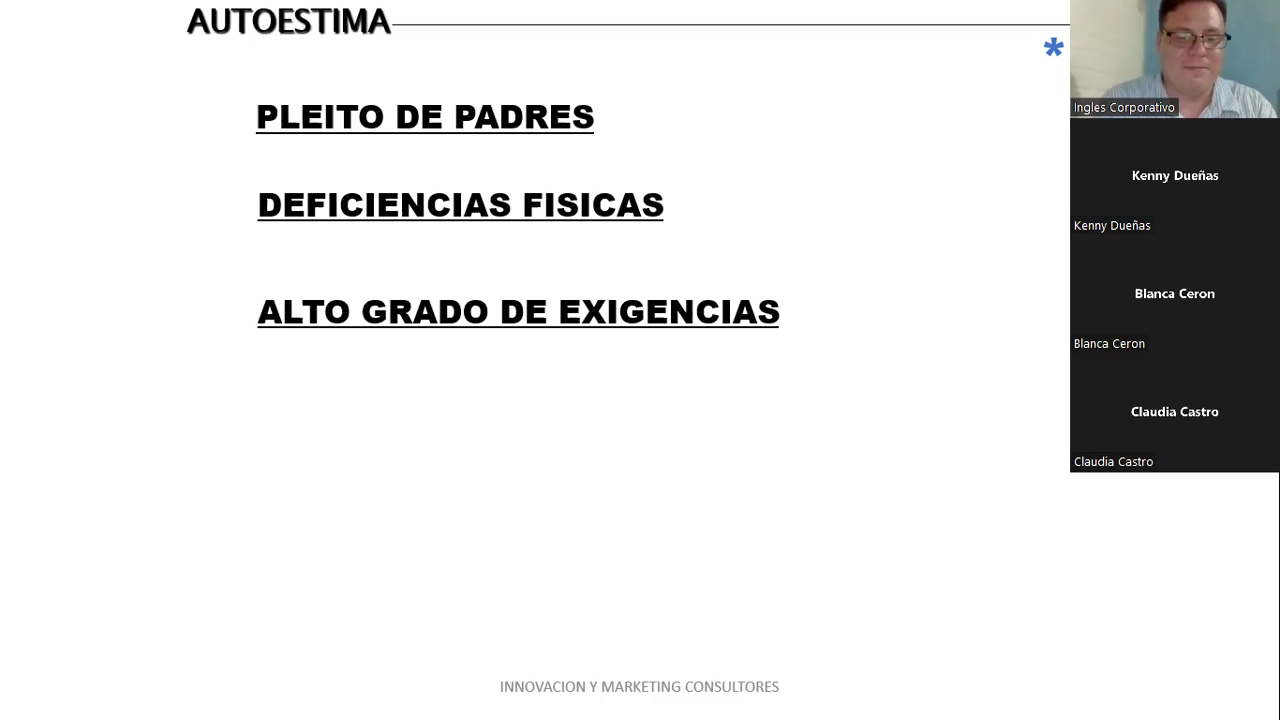 AUTOESTIMA
*
PLEITO DE PADRES
DEFICIENCIAS FISICAS
ALTO GRADO DE EXIGENCIAS
INNOVACION Y MARKETING CONSULTORES
Ingles Corporativo
Kenny Dueñas
Kenny Dueñas
Blanca Ceron
Blanca Ceron
Claudia Castro
Claudia Castro